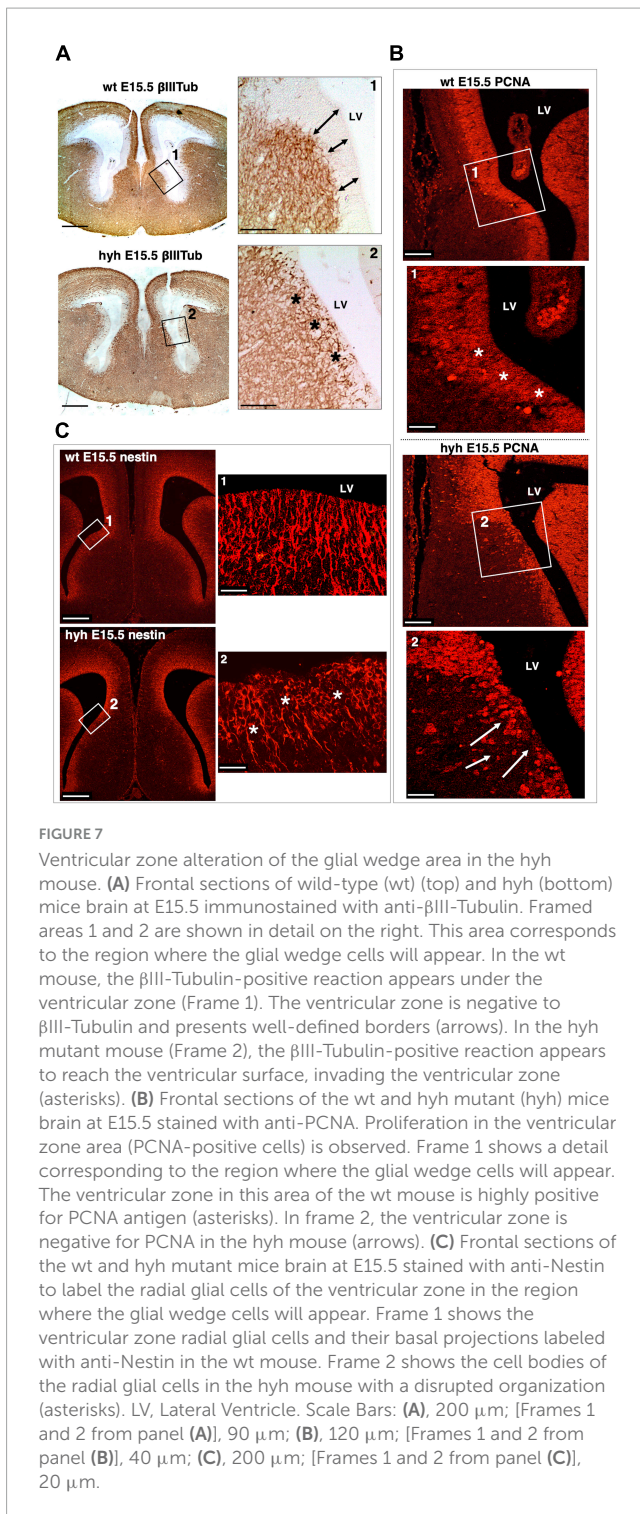 A
wt E15.5 βIIITub
1
LV
1
hyh E15.5 βIIITub
2
LV
2
B
wt E15.5 PCNA
LV
1
1
LV
* * *
hyh E15.5 PCNA
LV
2
2
LV
C
wt E15.5 nestin
1
1
LV
hyh E15.5 nestin
2
2
* * *
FIGURE 7
Ventricular zone alteration of the glial wedge area in the hyh
mouse. (A) Frontal sections of wild-type (wt) (top) and hyh (bottom)
mice brain at E15.5 immunostained with anti-βIII-Tubulin. Framed
areas 1 and 2 are shown in detail on the right. This area corresponds
to the region where the glial wedge cells will appear. In the wt
mouse, the βIII-Tubulin-positive reaction appears under the
ventricular zone (Frame 1). The ventricular zone is negative to
βIII-Tubulin and presents well-defined borders (arrows). In the hyh
mutant mouse (Frame 2), the βIII-Tubulin-positive reaction appears
to reach the ventricular surface, invading the ventricular zone
(asterisks). (B) Frontal sections of the wt and hyh mutant (hyh) mice
brain at E15.5 stained with anti-PCNA. Proliferation in the ventricular
zone area (PCNA-positive cells) is observed. Frame 1 shows a detail
corresponding to the region where the glial wedge cells will appear.
The ventricular zone in this area of the wt mouse is highly positive
for PCNA antigen (asterisks). In frame 2, the ventricular zone is
negative for PCNA in the hyh mouse (arrows). (C) Frontal sections of
the wt and hyh mutant mice brain at E15.5 stained with anti-Nestin
to label the radial glial cells of the ventricular zone in the region
where the glial wedge cells will appear. Frame 1 shows the
ventricular zone radial glial cells and their basal projections labeled
with anti-Nestin in the wt mouse. Frame 2 shows the cell bodies of
the radial glial cells in the hyh mouse with a disrupted organization
(asterisks). LV, Lateral Ventricle. Scale Bars: (A), 200 μm; [Frames 1
and 2 from panel (A)], 90 μm; (B), 120 μm; [Frames 1 and 2 from
panel (B)], 40 μm; (C), 200 μm; [Frames 1 and 2 from panel (C)],
20 μm.